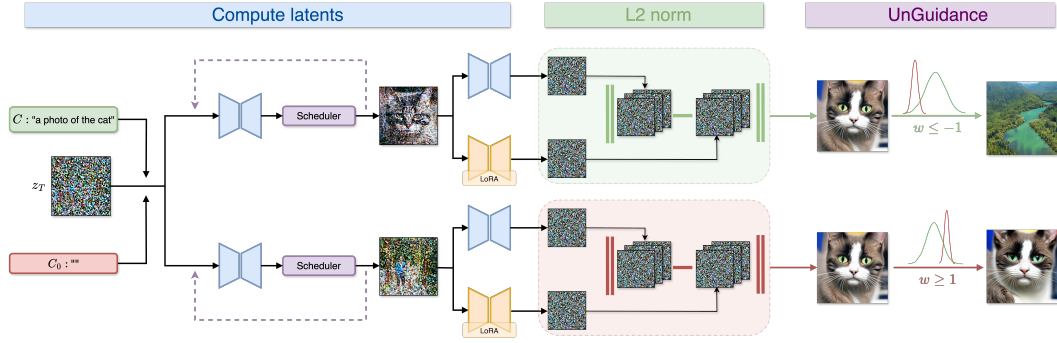 Compute latents
L2 norm
UnGuidance
C : "a photo of the cat"
Scheduler
LoRA
w ≤ −1
z_T
C_0 : ""
Scheduler
LoRA
w ≥ 1